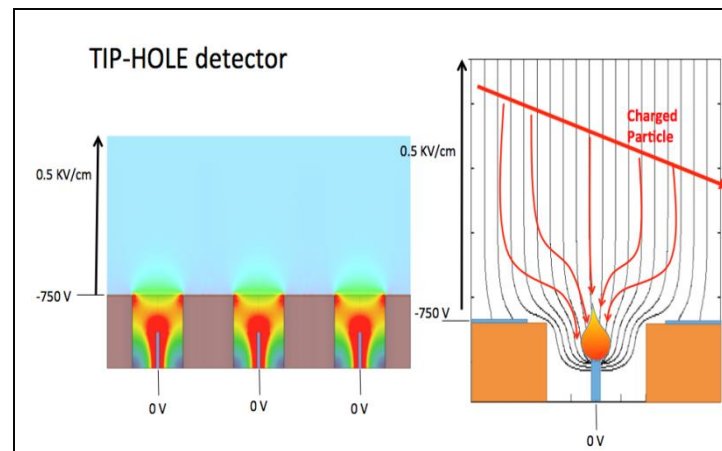 TIP-HOLE detector
0.5 KV/cm
-750 V
0 V
0 V
0 V
Charged
Particle
0.5 KV/cm
-750 V
0 V